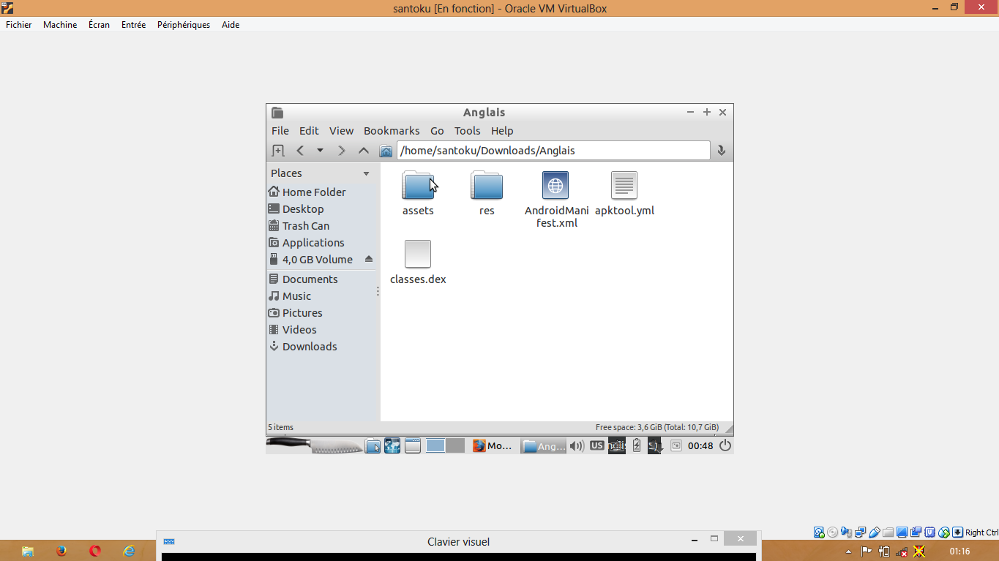 santoku [En fonction] - Oracle VM VirtualBox
Fichier Machine Écran Entrée Périphériques Aide
Anglais
File Edit View Bookmarks Go Tools Help
/home/santoku/Downloads/Anglais
Places
Home Folder
Desktop
Trash Can
Applications
4,0 GB Volume
Documents
Music
Pictures
Videos
Downloads
assets
res
AndroidMani
fest.xml
apktool.yml
classes.dex
5 items
Free space: 3,6 GiB (Total: 10,7 GiB)
Mo...
Ang...
US
00:48
Right Ctrl
Clavier visuel
01:16